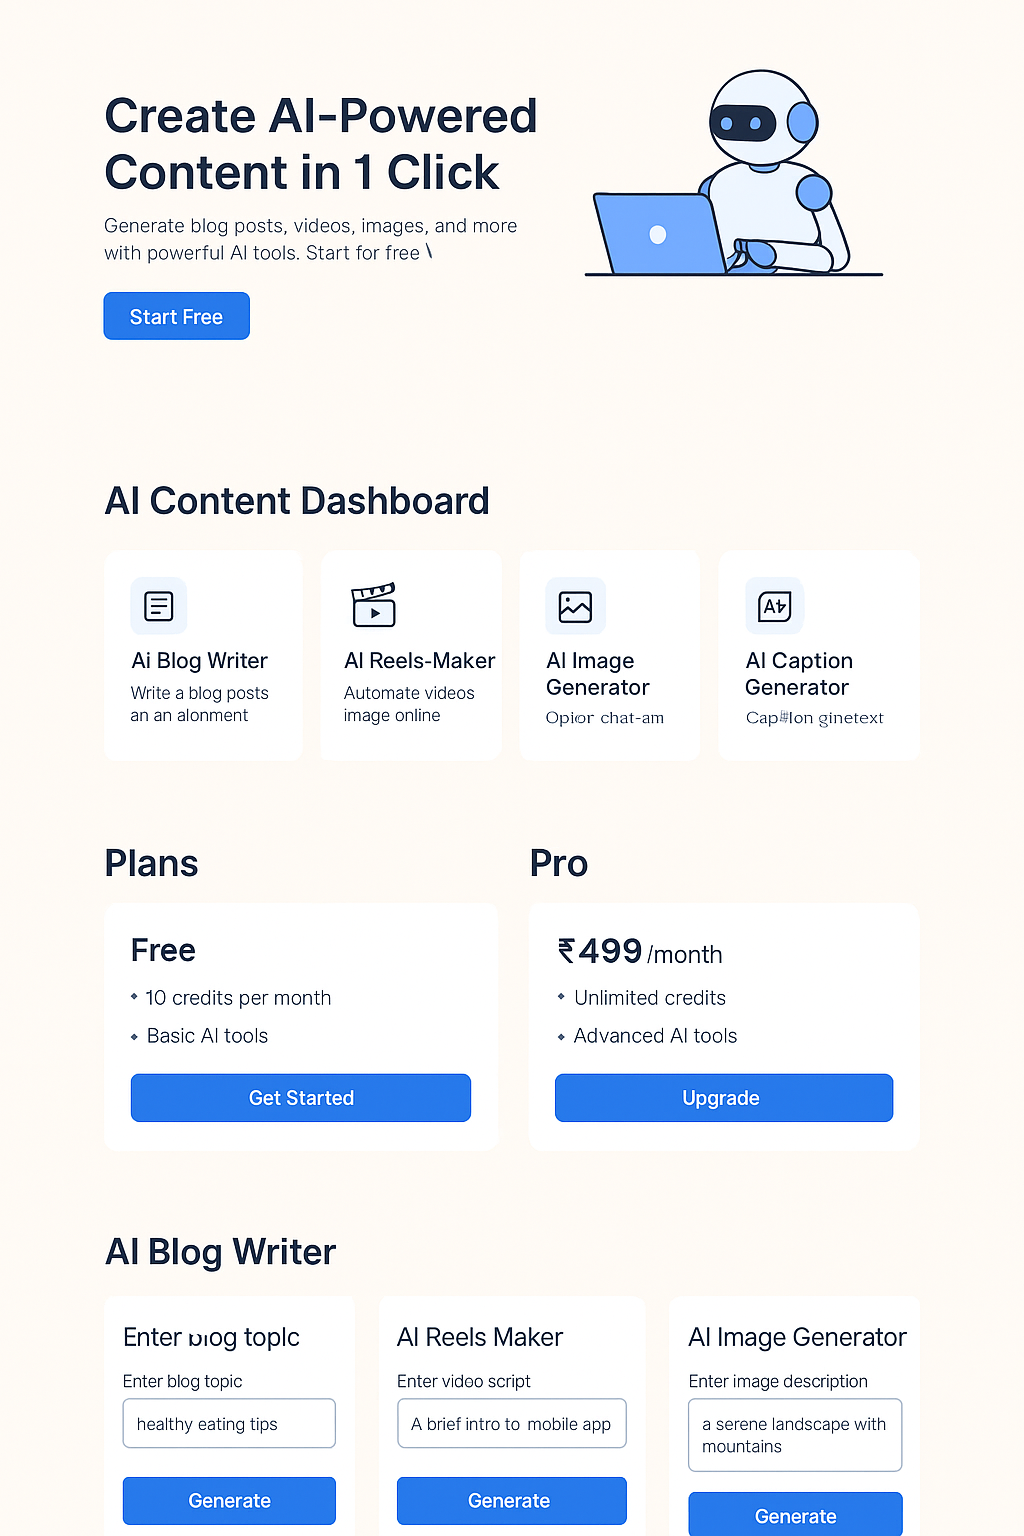 Create AI-Powered
Content in 1 Click
Generate blog posts, videos, images, and more
with powerful AI tools. Start for free \
Start Free
AI Content Dashboard
Ai Blog Writer
Write a blog posts
an an alonment
AI Reels-Maker
Automate videos
image online
AI Image
Generator
Opior chat-am
AI Caption
Generator
ginetext
Plans
Free
• 10 credits per month
• Basic AI tools
Get Started
Pro
₹499/month
• Unlimited credits
• Advanced AI tools
Upgrade
AI Blog Writer
Enter blog topic
Enter blog topic
healthy eating tips
Generate
AI Reels Maker
Enter video script
A brief intro to mobile app
Generate
AI Image Generator
Enter image description
a serene landscape with
mountains
Generate